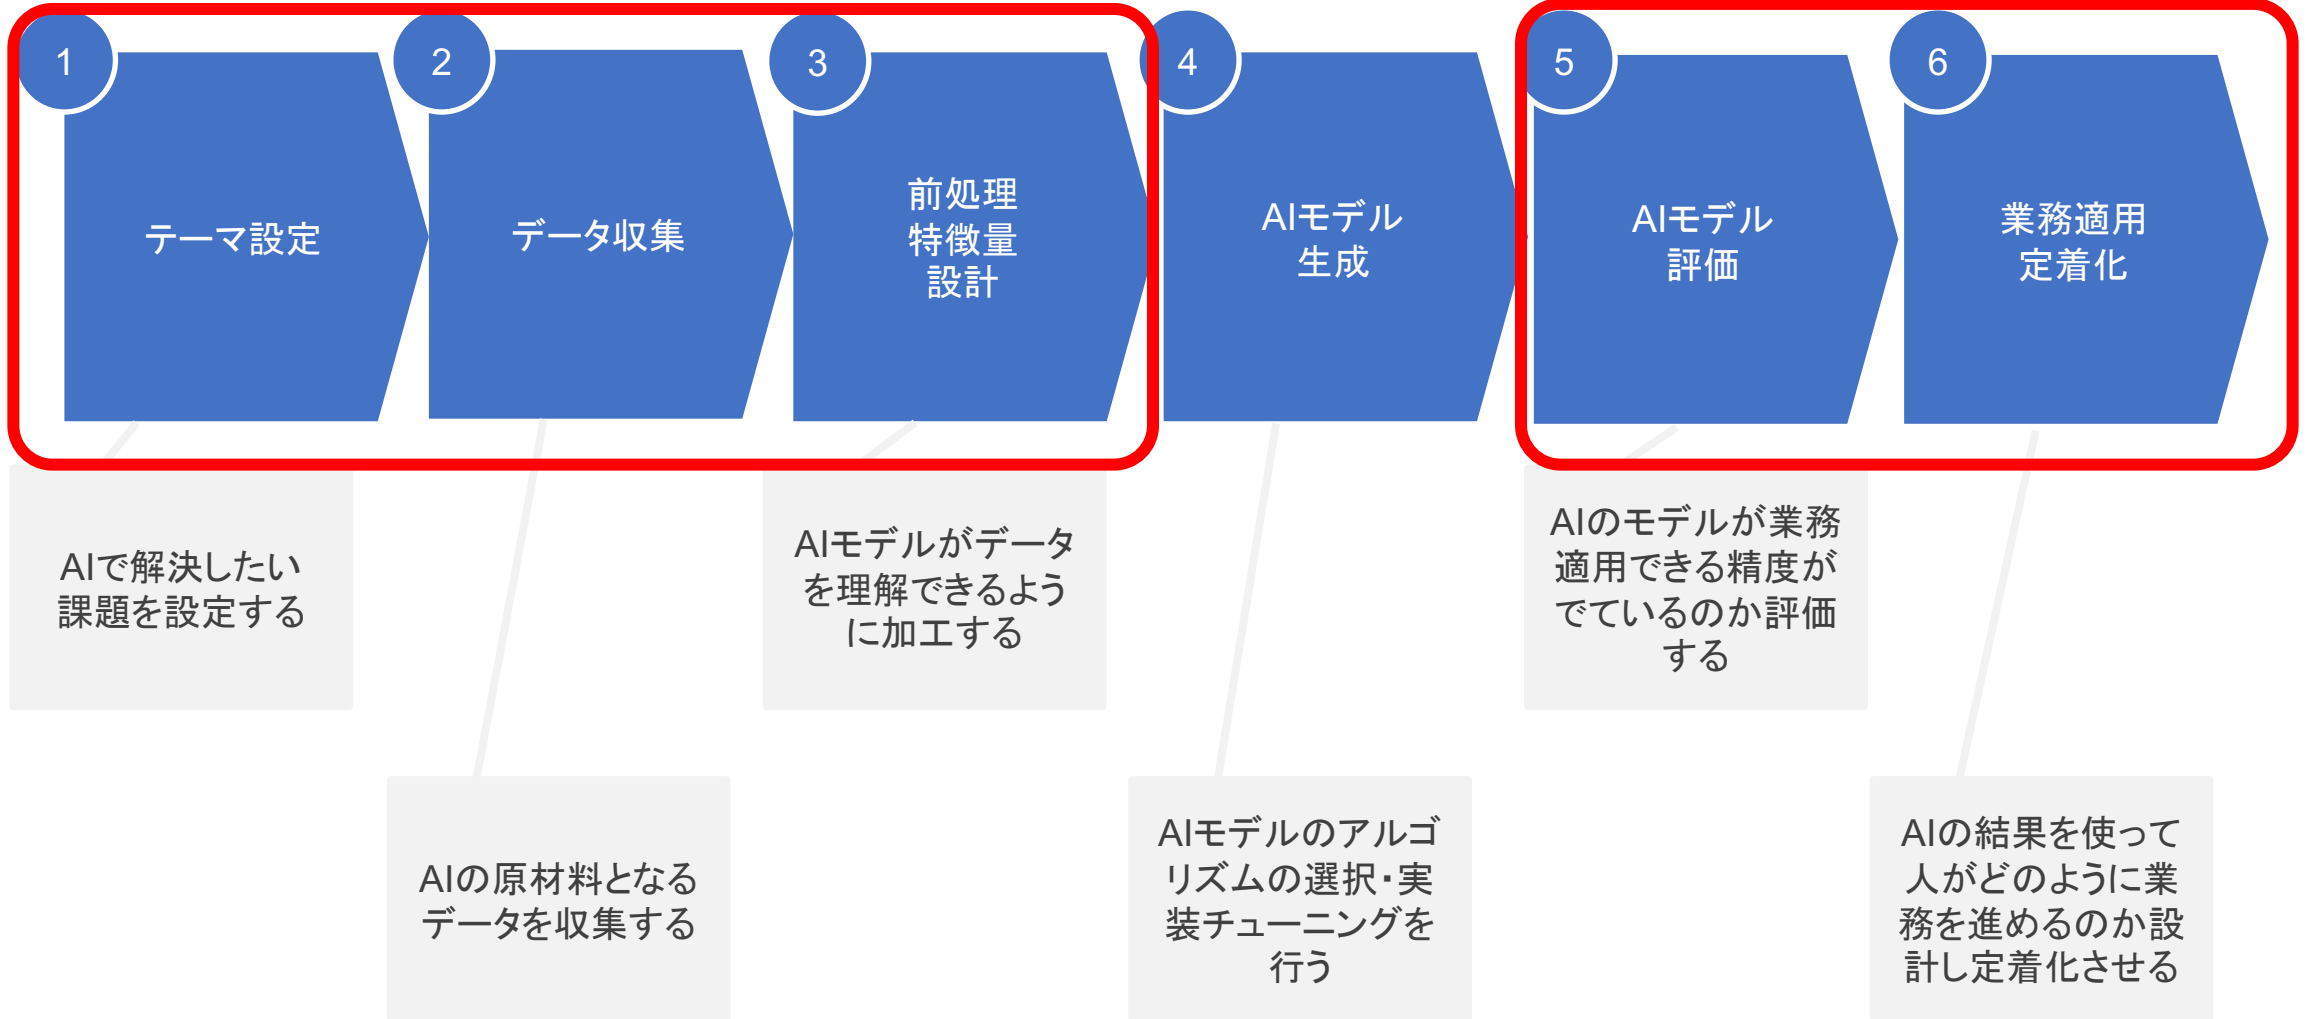 1
テーマ設定
2
データ収集
3
前処理
特徴量
設計
4
AIモデル
生成
5
AIモデル
評価
6
業務適用
定着化
AIで解決したい
課題を設定する
AIの原材料となる
データを収集する
AIモデルがデータ
を理解できるよう
に加工する
AIモデルのアルゴ
リズムの選択・実
装チューニングを
行う
AIのモデルが業務
適用できる精度が
でているのか評価
する
AIの結果を使って
人がどのように業
務を進めるのか設
計し定着化させる